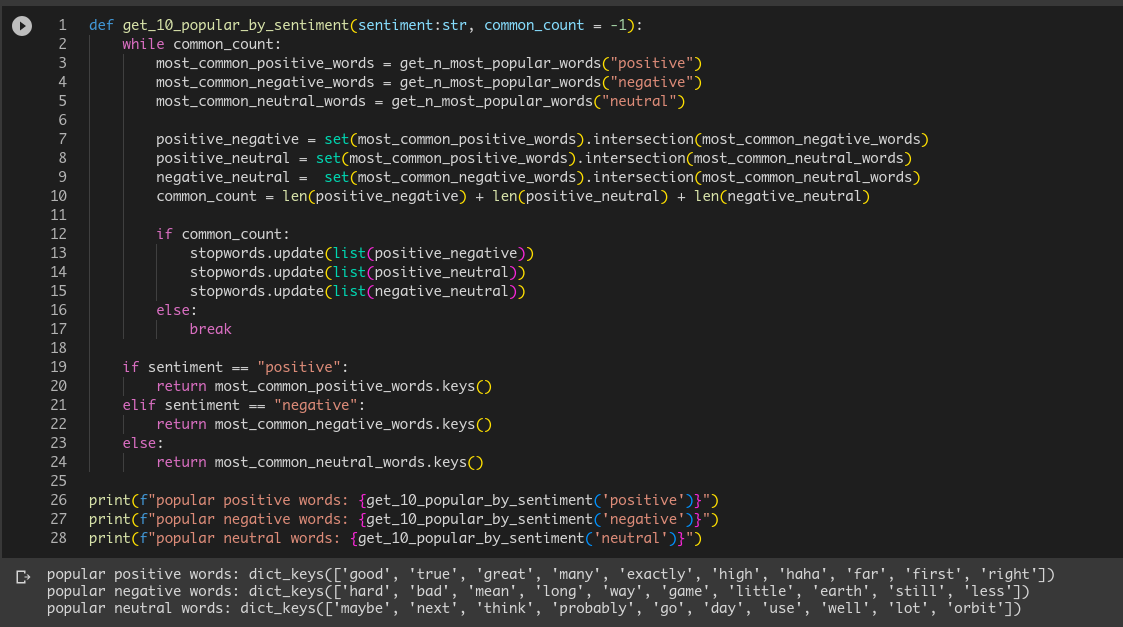 1 def get_10_popular_by_sentiment(sentiment:str, common_count = -1):
2     while common_count:
3         most_common_positive_words = get_n_most_popular_words("positive")
4         most_common_negative_words = get_n_most_popular_words("negative")
5         most_common_neutral_words = get_n_most_popular_words("neutral")
6
7         positive_negative = set(most_common_positive_words).intersection(most_common_negative_words)
8         positive_neutral = set(most_common_positive_words).intersection(most_common_neutral_words)
9         negative_neutral =  set(most_common_negative_words).intersection(most_common_neutral_words)
10         common_count = len(positive_negative) + len(positive_neutral) + len(negative_neutral)
11
12         if common_count:
13             stopwords.update(list(positive_negative))
14             stopwords.update(list(positive_neutral))
15             stopwords.update(list(negative_neutral))
16         else:
17             break
18
19     if sentiment == "positive":
20         return most_common_positive_words.keys()
21     elif sentiment == "negative":
22         return most_common_negative_words.keys()
23     else:
24         return most_common_neutral_words.keys()
25
26 print(f"popular positive words: {get_10_popular_by_sentiment('positive')}")
27 print(f"popular negative words: {get_10_popular_by_sentiment('negative')}")
28 print(f"popular neutral words: {get_10_popular_by_sentiment('neutral')}")
popular positive words: dict_keys(['good', 'true', 'great', 'many', 'exactly', 'high', 'haha', 'far', 'first', 'right'])
popular negative words: dict_keys(['hard', 'bad', 'mean', 'long', 'way', 'game', 'little', 'earth', 'still', 'less'])
popular neutral words: dict_keys(['maybe', 'next', 'think', 'probably', 'go', 'day', 'use', 'well', 'lot', 'orbit'])